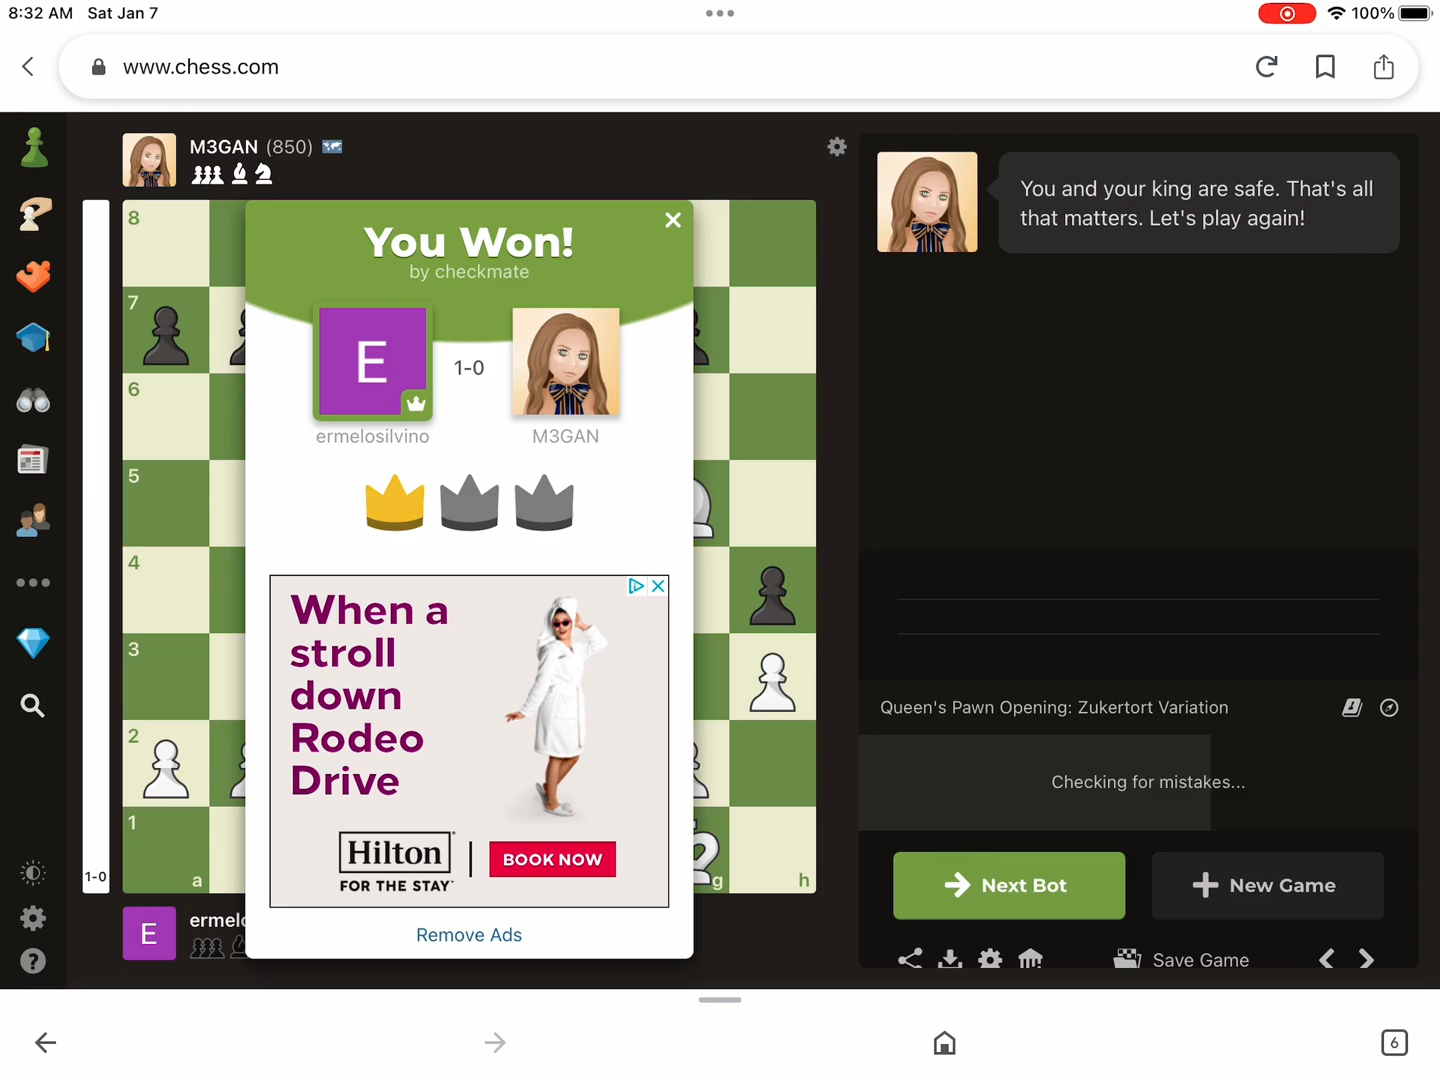 8:32 AM Sat Jan 7
100%
www.chess.com
M3GAN (850)
You and your king are safe. That's all
that matters. Let's play again!
You Won!
by checkmate
E
1-0
ermelosilvino
M3GAN
When a
stroll
down
Rodeo
Drive
Hilton
FOR THE STAY
BOOK NOW
Remove Ads
8
7
6
5
4
3
2
1
a
g
h
1-0
E
ermelo
Queen's Pawn Opening: Zukertort Variation
Checking for mistakes...
Next Bot
New Game
Save Game
6